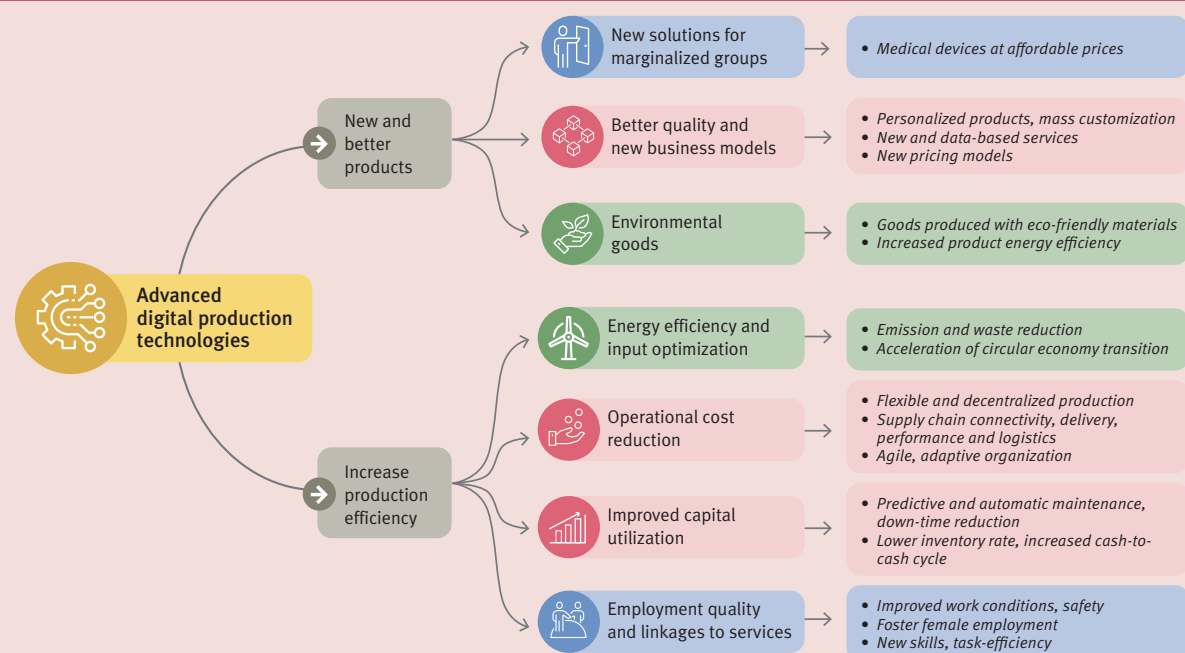 Advanced
digital production
technologies
New and
better
products
New solutions for
marginalized groups
• Medical devices at affordable prices
Better quality and
new business models
• Personalized products, mass customization
• New and data-based services
• New pricing models
Environmental
goods
• Goods produced with eco-friendly materials
• Increased product energy efficiency
Increase
production
efficiency
Energy efficiency and
input optimization
• Emission and waste reduction
• Acceleration of circular economy transition
Operational cost
reduction
• Flexible and decentralized production
• Supply chain connectivity, delivery,
performance and logistics
• Agile, adaptive organization
Improved capital
utilization
• Predictive and automatic maintenance,
down-time reduction
• Lower inventory rate, increased cash-to-
cash cycle
Employment quality
and linkages to services
• Improved work conditions, safety
• Foster female employment
• New skills, task-efficiency